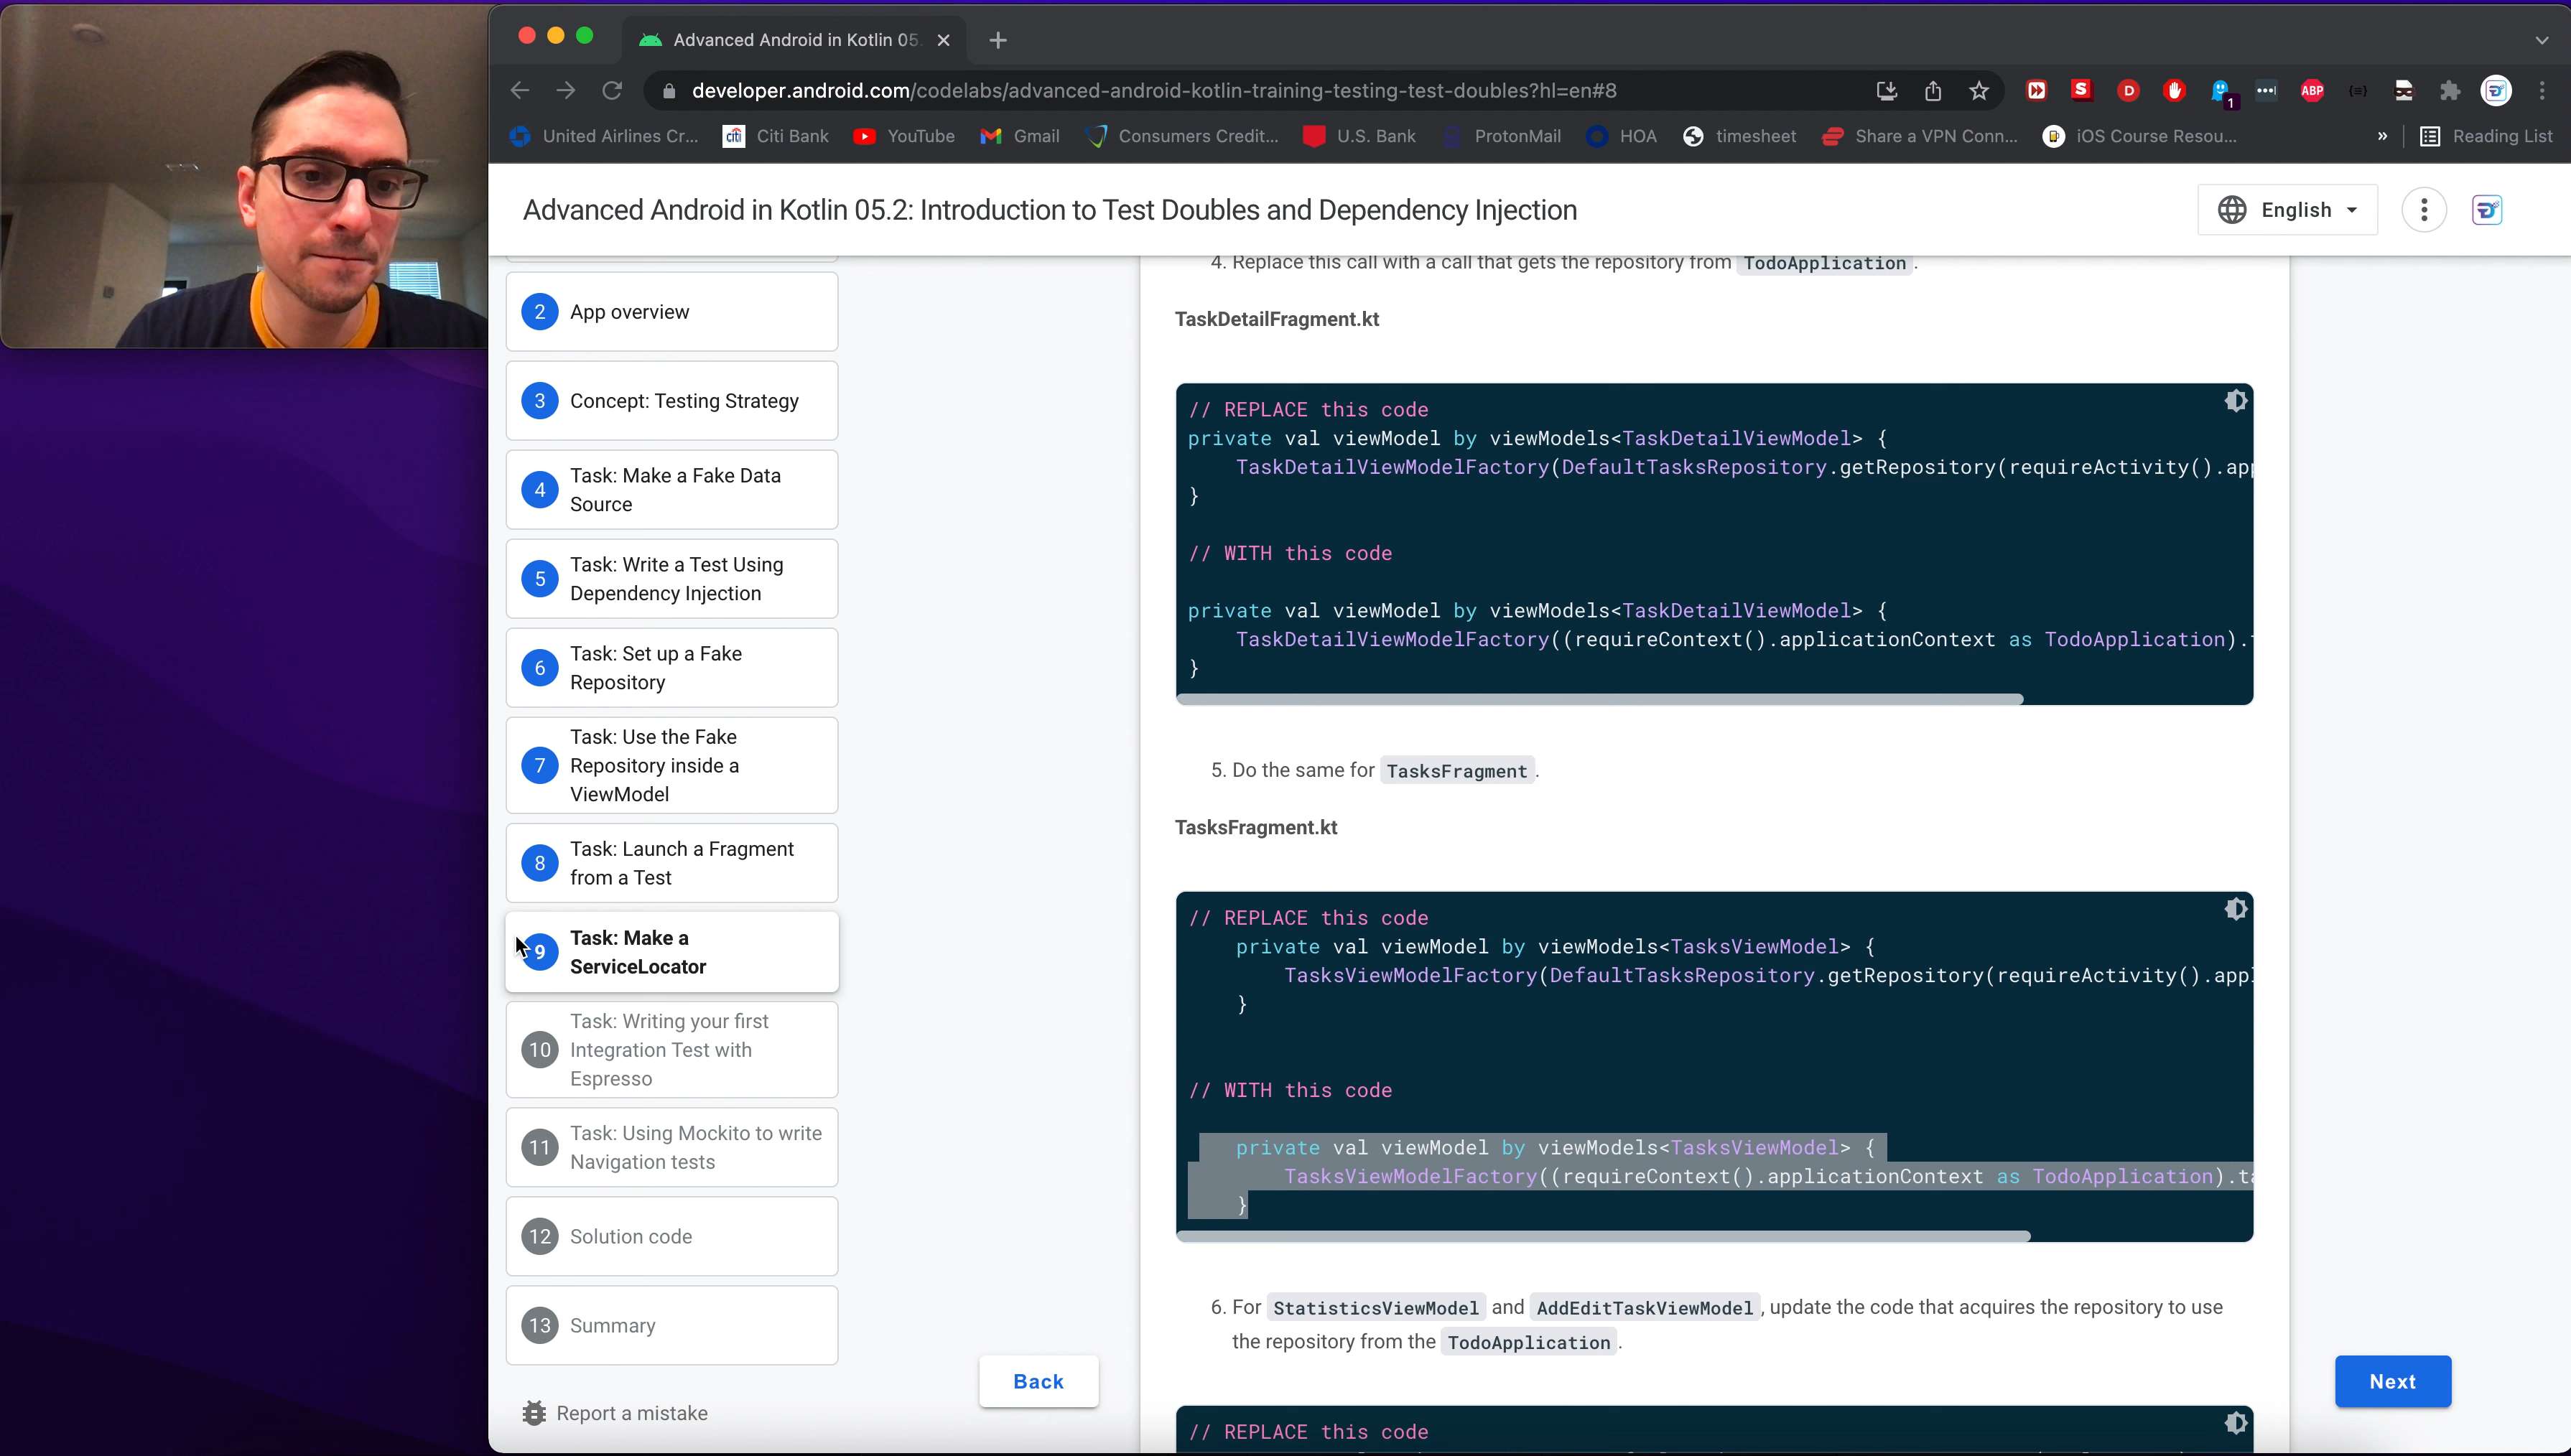 Advanced Android in Kotlin 05.
developer.android.com/codelabs/advanced-android-kotlin-training-testing-test-doubles?hl=en#8
S
D
1
ABP
United Airlines Cr...
citi
Citi Bank
YouTube
Gmail
Consumers Credit...
U.S. Bank
ProtonMail
HOA
timesheet
Share a VPN Conn...
iOS Course Resou...
»
Reading List
Advanced Android in Kotlin 05.2: Introduction to Test Doubles and Dependency Injection
English
2 App overview
3 Concept: Testing Strategy
4 Task: Make a Fake Data
Source
5 Task: Write a Test Using
Dependency Injection
6 Task: Set up a Fake
Repository
7 Task: Use the Fake
Repository inside a
ViewModel
8 Task: Launch a Fragment
from a Test
9 Task: Make a
ServiceLocator
10 Task: Writing your first
Integration Test with
Espresso
11 Task: Using Mockito to write
Navigation tests
12 Solution code
13 Summary
Report a mistake
Back
4. Replace this call with a call that gets the repository from TodoApplication.
TaskDetailFragment.kt
// REPLACE this code
private val viewModel by viewModels<TaskDetailViewModel> {
    TaskDetailViewModelFactory(DefaultTasksRepository.getRepository(requireActivity().app
}
// WITH this code
private val viewModel by viewModels<TaskDetailViewModel> {
    TaskDetailViewModelFactory((requireContext().applicationContext as TodoApplication).
}
5. Do the same for TasksFragment.
TasksFragment.kt
// REPLACE this code
    private val viewModel by viewModels<TasksViewModel> {
        TasksViewModelFactory(DefaultTasksRepository.getRepository(requireActivity().appl
    }
// WITH this code
    private val viewModel by viewModels<TasksViewModel> {
        TasksViewModelFactory((requireContext().applicationContext as TodoApplication).ta
    }
6. For StatisticsViewModel and AddEditTaskViewModel, update the code that acquires the repository to use
the repository from the TodoApplication.
// REPLACE this code
Next